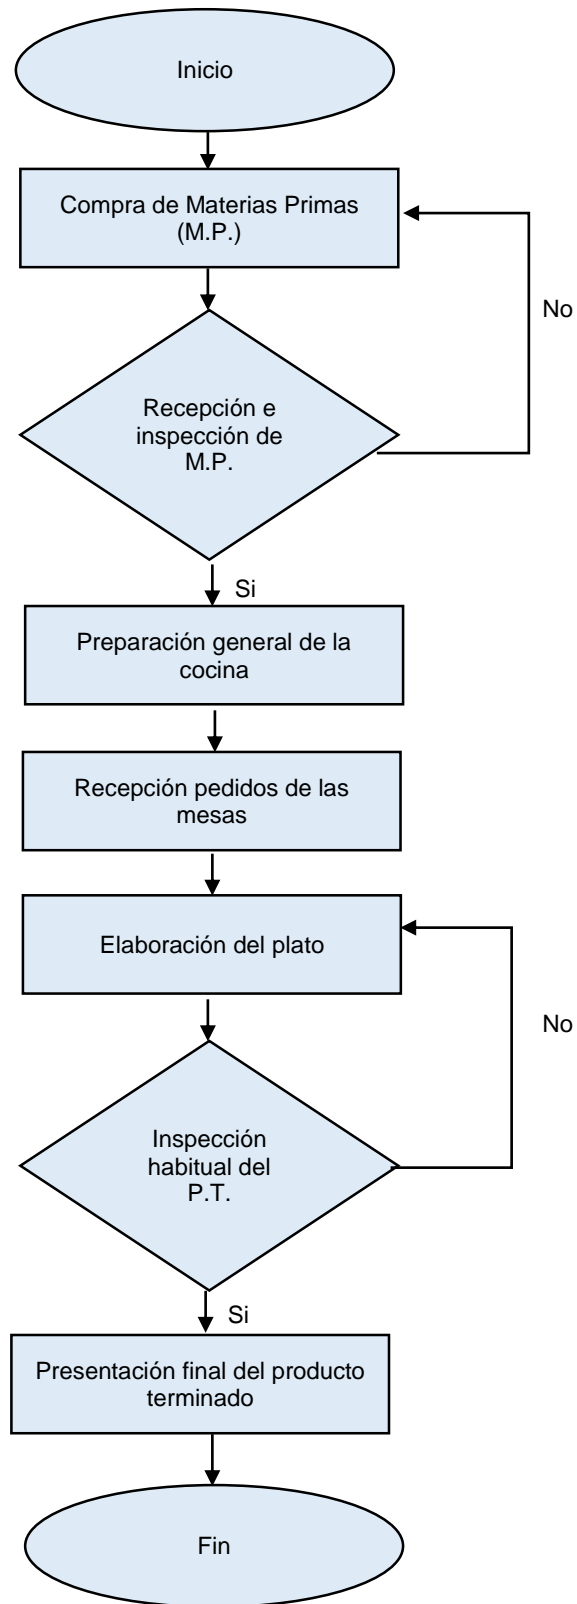 Inicio
Compra de Materias Primas
(M.P.)
No
Recepción e
inspección de
M.P.
Si
Preparación general de la
cocina
Recepción pedidos de las
mesas
Elaboración del plato
No
Inspección
habitual del
P.T.
Si
Presentación final del producto
terminado
Fin